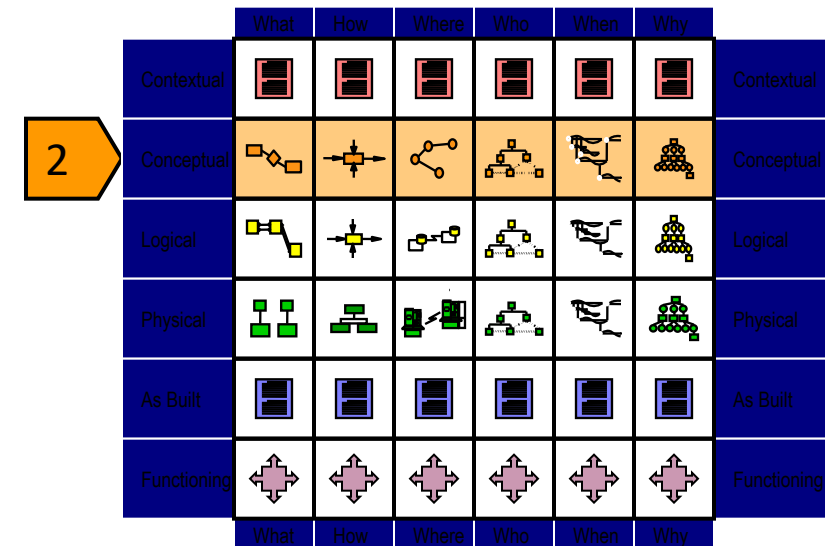 What How Where Who When Why
Contextual Contextual
2 Conceptual Conceptual
Logical Logical
Physical Physical
As Built As Built
Functioning Functioning
What How Where Who When Why